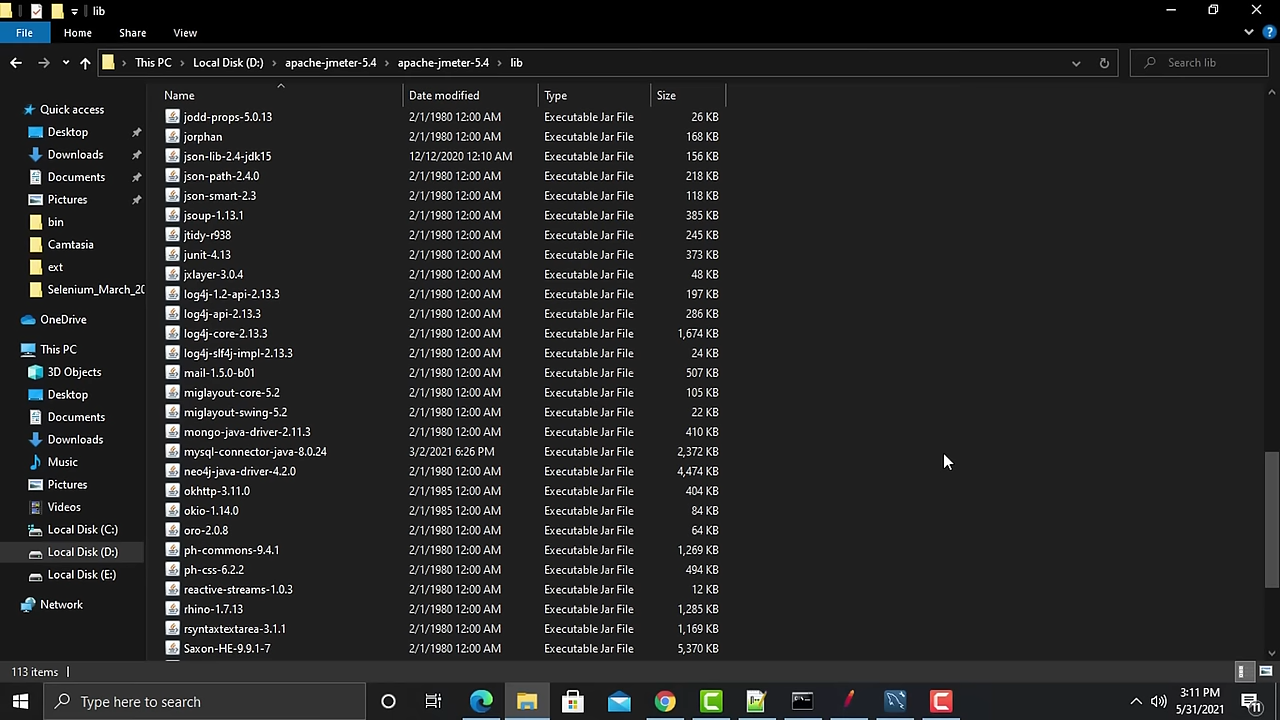 lib
File Home Share View
This PC Local Disk (D:) apache-jmeter-5.4 apache-jmeter-5.4 lib Search lib
Name Date modified Type Size
Quick access
Desktop
Downloads
Documents
Pictures
bin
Camtasia
ext
Selenium_March_20
OneDrive
This PC
3D Objects
Desktop
Documents
Downloads
Music
Pictures
Videos
Local Disk (C:)
Local Disk (D:)
Local Disk (E:)
Network
jodd-props-5.0.13 2/1/1980 12:00 AM Executable Jar File 26 KB
jorphan 2/1/1980 12:00 AM Executable Jar File 168 KB
json-lib-2.4-jdk15 12/12/2020 12:10 AM Executable Jar File 156 KB
json-path-2.4.0 2/1/1980 12:00 AM Executable Jar File 218 KB
json-smart-2.3 2/1/1980 12:00 AM Executable Jar File 118 KB
jsoup-1.13.1 2/1/1980 12:00 AM Executable Jar File 385 KB
jtidy-r938 2/1/1980 12:00 AM Executable Jar File 245 KB
junit-4.13 2/1/1980 12:00 AM Executable Jar File 373 KB
jxlayer-3.0.4 2/1/1980 12:00 AM Executable Jar File 48 KB
log4j-1.2-api-2.13.3 2/1/1980 12:00 AM Executable Jar File 197 KB
log4j-api-2.13.3 2/1/1980 12:00 AM Executable Jar File 286 KB
log4j-core-2.13.3 2/1/1980 12:00 AM Executable Jar File 1,674 KB
log4j-slf4j-impl-2.13.3 2/1/1980 12:00 AM Executable Jar File 24 KB
mail-1.5.0-b01 2/1/1980 12:00 AM Executable Jar File 507 KB
miglayout-core-5.2 2/1/1980 12:00 AM Executable Jar File 105 KB
miglayout-swing-5.2 2/1/1980 12:00 AM Executable Jar File 22 KB
mongo-java-driver-2.11.3 2/1/1980 12:00 AM Executable Jar File 410 KB
mysql-connector-java-8.0.24 3/2/2021 6:26 PM Executable Jar File 2,372 KB
neo4j-java-driver-4.2.0 2/1/1980 12:00 AM Executable Jar File 4,474 KB
okhttp-3.11.0 2/1/1985 12:00 AM Executable Jar File 404 KB
okio-1.14.0 2/1/1985 12:00 AM Executable Jar File 84 KB
oro-2.0.8 2/1/1980 12:00 AM Executable Jar File 64 KB
ph-commons-9.4.1 2/1/1980 12:00 AM Executable Jar File 1,269 KB
ph-css-6.2.2 2/1/1980 12:00 AM Executable Jar File 494 KB
reactive-streams-1.0.3 2/1/1980 12:00 AM Executable Jar File 12 KB
rhino-1.7.13 2/1/1980 12:00 AM Executable Jar File 1,285 KB
rsyntaxtextarea-3.1.1 2/1/1980 12:00 AM Executable Jar File 1,169 KB
Saxon-HE-9.9.1-7 2/1/1980 12:00 AM Executable Jar File 5,370 KB
113 items
Type here to search
3:11 PM
5/31/2021
11